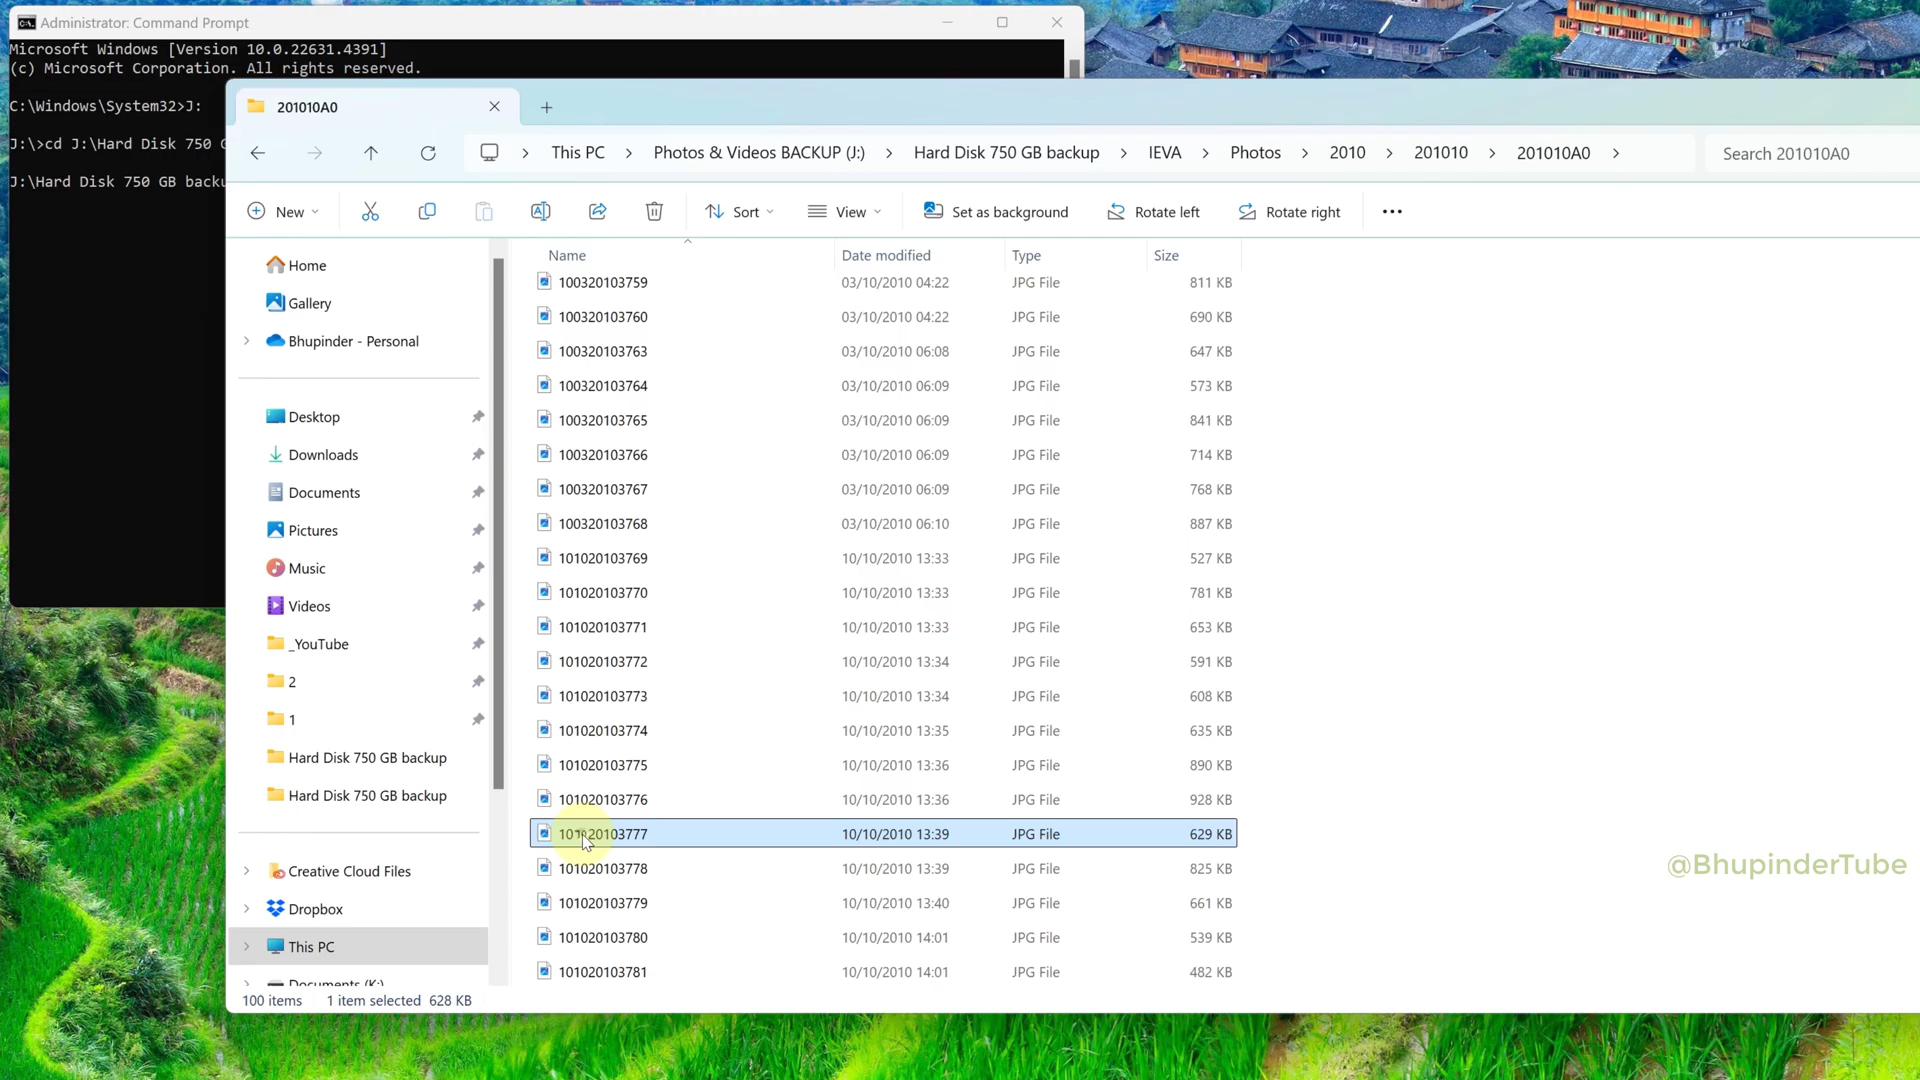 Administrator: Command Prompt
Microsoft Windows [Version 10.0.22631.4391]
(c) Microsoft Corporation. All rights reserved.
C:\Windows\System32>J:
J:\>cd J:\Hard Disk 750
J:\Hard Disk 750 GB backu
201010A0
This PC > Photos & Videos BACKUP (J:) > Hard Disk 750 GB backup > IEVA > Photos > 2010 > 201010 > 201010A0 >
Search 201010A0
New Sort View Set as background Rotate left Rotate right
Home
Gallery
Bhupinder - Personal
Desktop
Downloads
Documents
Pictures
Music
Videos
_YouTube
2
1
Hard Disk 750 GB backup
Hard Disk 750 GB backup
Creative Cloud Files
Dropbox
This PC
Documents (K:)
Name Date modified Type Size
100320103759 03/10/2010 04:22 JPG File 811 KB
100320103760 03/10/2010 04:22 JPG File 690 KB
100320103763 03/10/2010 06:08 JPG File 647 KB
100320103764 03/10/2010 06:09 JPG File 573 KB
100320103765 03/10/2010 06:09 JPG File 841 KB
100320103766 03/10/2010 06:09 JPG File 714 KB
100320103767 03/10/2010 06:09 JPG File 768 KB
100320103768 03/10/2010 06:10 JPG File 887 KB
101020103769 10/10/2010 13:33 JPG File 527 KB
101020103770 10/10/2010 13:33 JPG File 781 KB
101020103771 10/10/2010 13:33 JPG File 653 KB
101020103772 10/10/2010 13:34 JPG File 591 KB
101020103773 10/10/2010 13:34 JPG File 608 KB
101020103774 10/10/2010 13:35 JPG File 635 KB
101020103775 10/10/2010 13:36 JPG File 890 KB
101020103776 10/10/2010 13:36 JPG File 928 KB
101020103777 10/10/2010 13:39 JPG File 629 KB
101020103778 10/10/2010 13:39 JPG File 825 KB
101020103779 10/10/2010 13:40 JPG File 661 KB
101020103780 10/10/2010 14:01 JPG File 539 KB
101020103781 10/10/2010 14:01 JPG File 482 KB
100 items 1 item selected 628 KB
@BhupinderTube